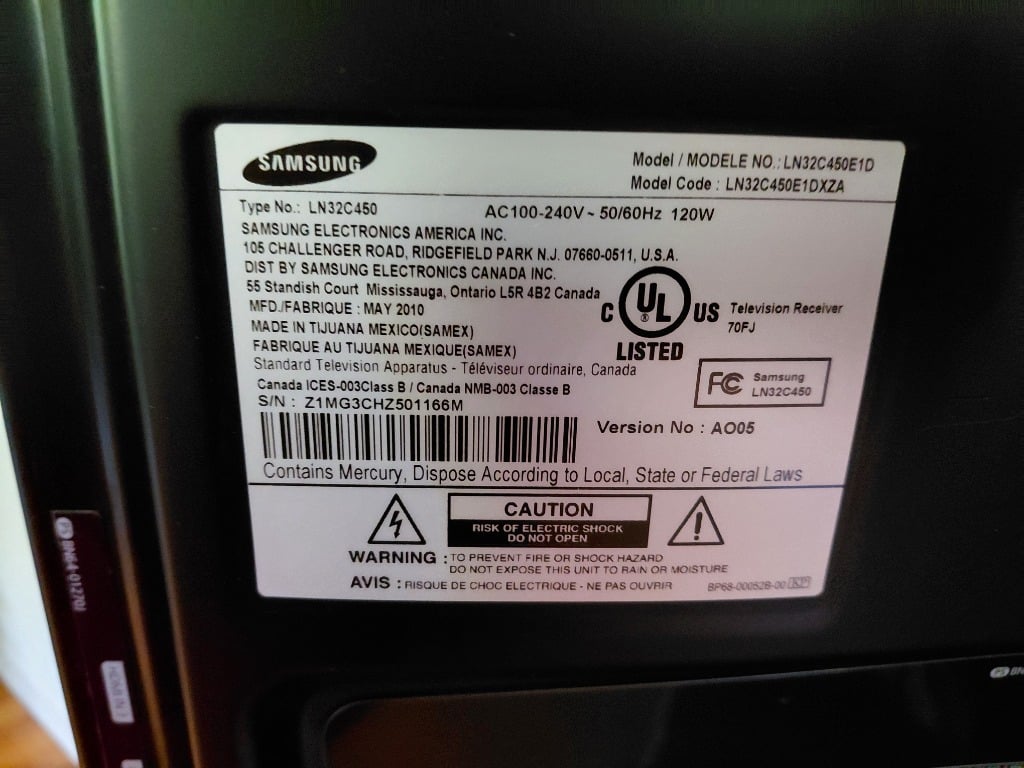 SAMSUNG
Model / MODELE NO.: LN32C450E1D
Model Code : LN32C450E1DXZA
Type No.: LN32C450 AC100-240V ~ 50/60Hz 120W
SAMSUNG ELECTRONICS AMERICA INC.
105 CHALLENGER ROAD, RIDGEFIELD PARK N.J. 07660-0511, U.S.A.
DIST BY SAMSUNG ELECTRONICS CANADA INC.
55 Standish Court Mississauga, Ontario L5R 4B2 Canada
MFD./FABRIQUE : MAY 2010
MADE IN TIJUANA MEXICO(SAMEX)
FABRIQUE AU TIJUANA MEXIQUE(SAMEX)
Standard Television Apparatus - Téléviseur ordinaire, Canada
Canada ICES-003Class B / Canada NMB-003 Classe B
S/N : Z1MG3CHZ501166M
C UL ® US
LISTED
Television Receiver
70FJ
FC Samsung
LN32C450
Version No : AO05
Contains Mercury, Dispose According to Local, State or Federal Laws
CAUTION
RISK OF ELECTRIC SHOCK
DO NOT OPEN
WARNING : TO PREVENT FIRE OR SHOCK HAZARD
DO NOT EXPOSE THIS UNIT TO RAIN OR MOISTURE
AVIS : RISQUE DE CHOC ELECTRIQUE - NE PAS OUVRIR
BP68-00052B-00
PS
HDMI IN 2
PS